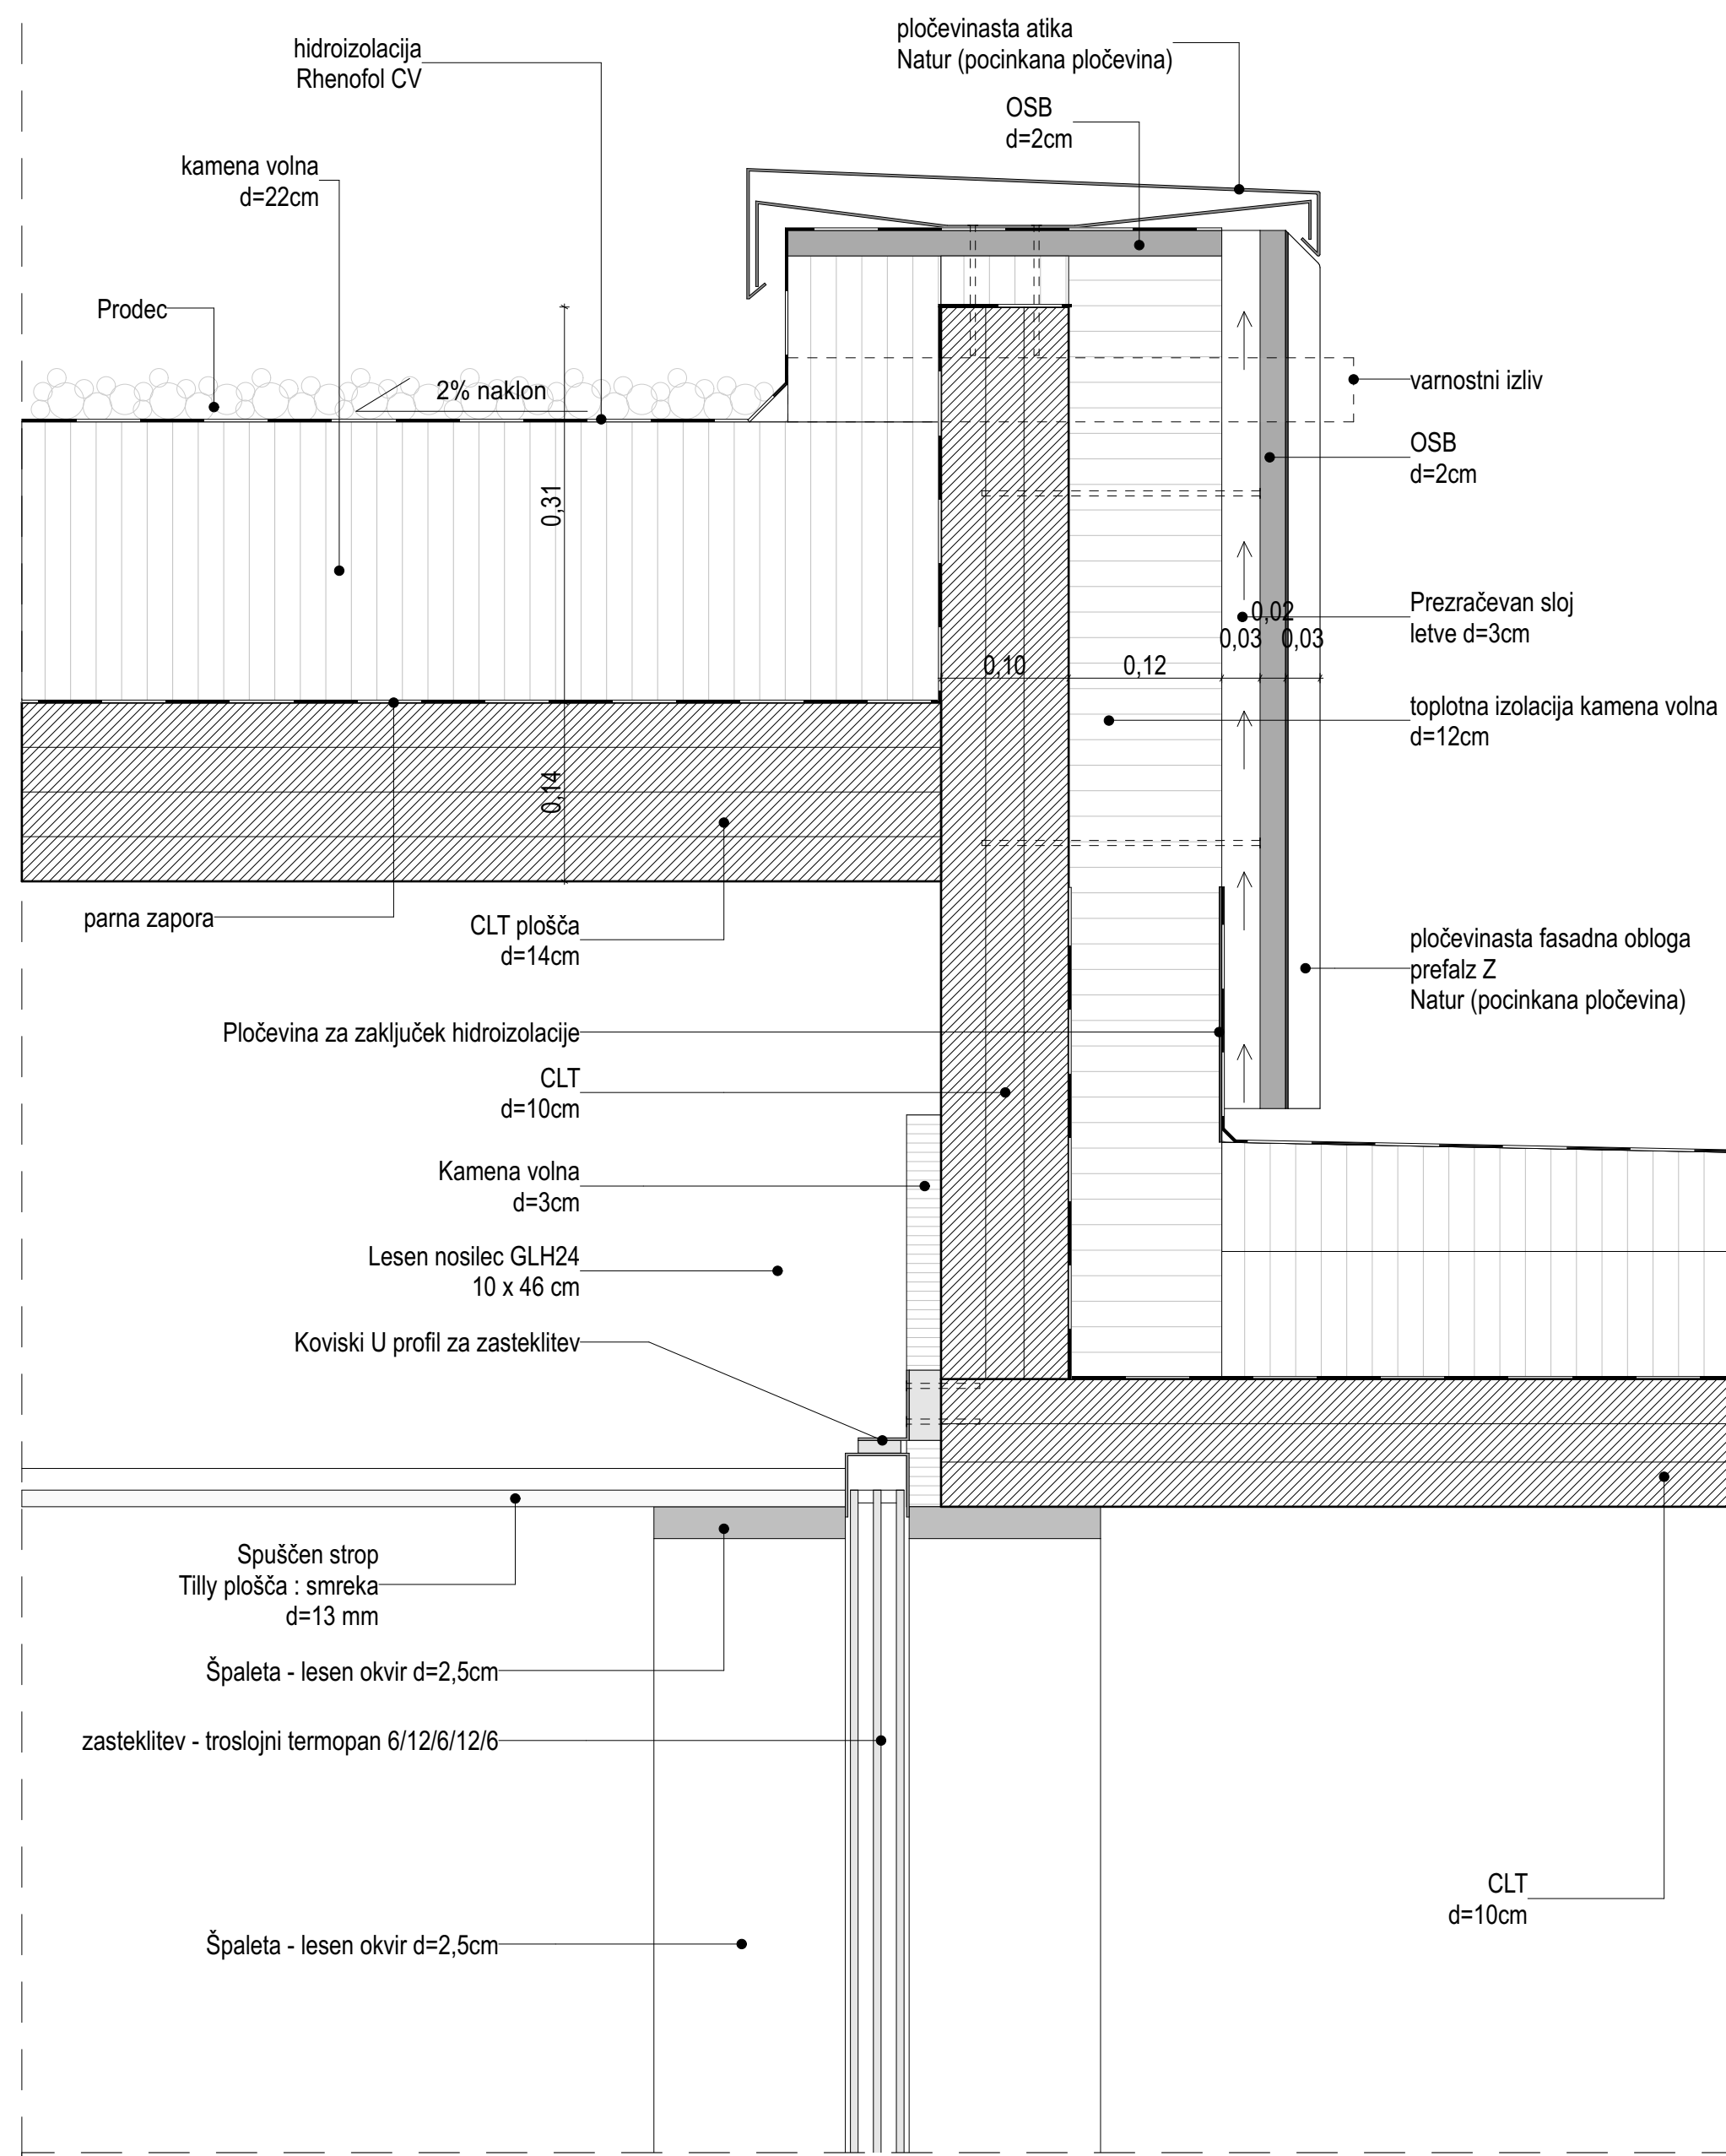 pločevinasta atika
Natur (pocinkana pločevina)
hidroizolacija
Rhenofol CV
OSB
d=2cm
kamena volna
d=22cm
Prodec
2% naklon
varnostni izliv
OSB
d=2cm
0,31
Prezračevan sloj
letve d=3cm
0,02
0,03
0,03
0,10
0,12
toplotna izolacija kamena volna
d=12cm
0,14
parna zapora
CLT plošča
d=14cm
pločevinasta fasadna obloga
prefalz Z
Natur (pocinkana pločevina)
Pločevina za zaključek hidroizolacije
CLT
d=10cm
Kamena volna
d=3cm
Lesen nosilec GLH24
10 x 46 cm
Koviski U profil za zasteklitev
Spuščen strop
Tilly plošča : smreka
d=13 mm
Špaleta - lesen okvir d=2,5cm
zasteklitev - troslojni termopan 6/12/6/12/6
CLT
d=10cm
Špaleta - lesen okvir d=2,5cm